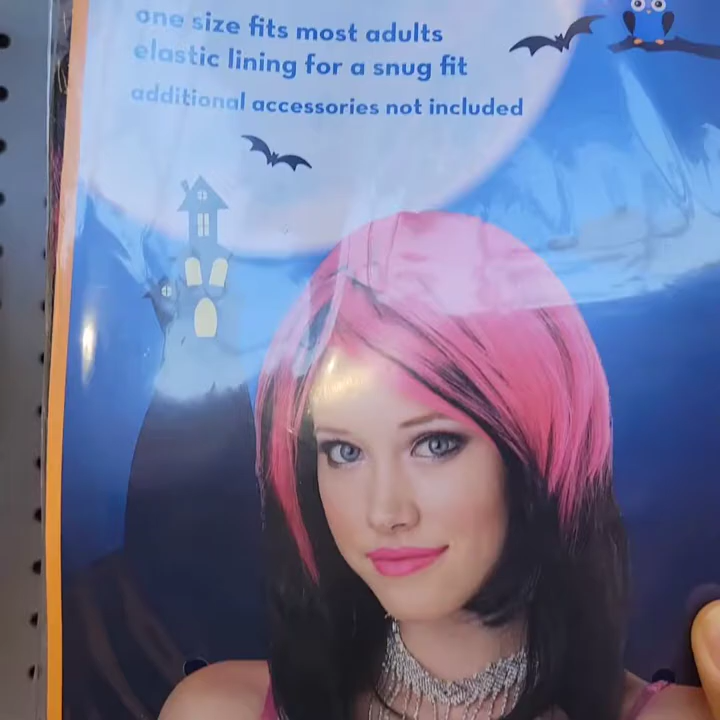 one size fits most adults
elastic lining for a snug fit
additional accessories not included